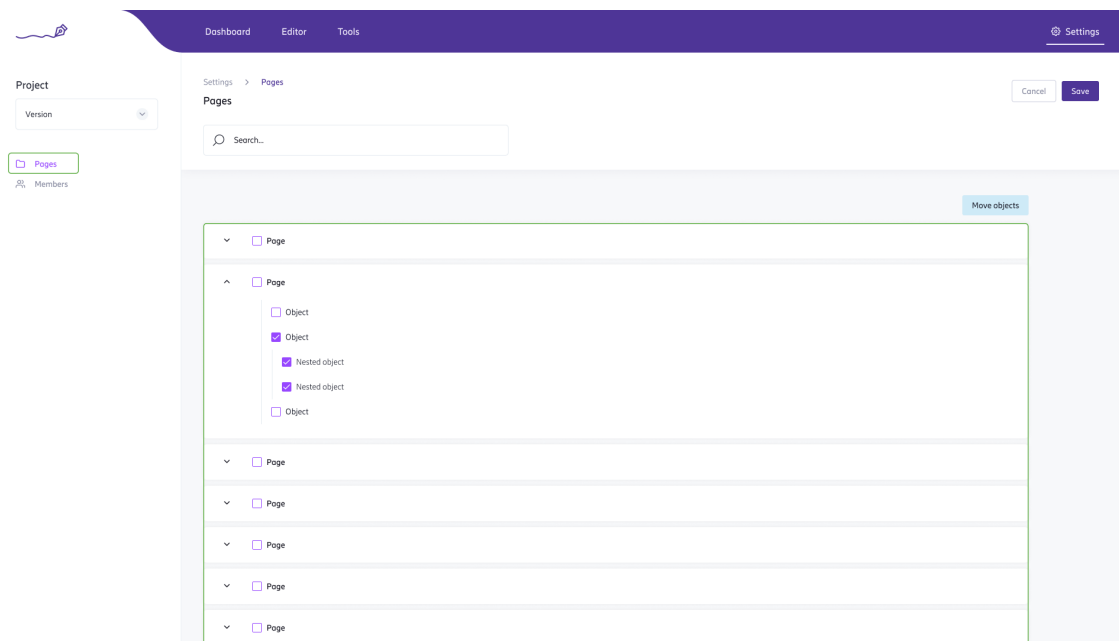 Dashboard Editor Tools Settings
Project
Version
Pages
Members
Settings > Pages
Pages
Cancel Save
Search...
Move objects
Page
Page
Object
Object
Nested object
Nested object
Object
Page
Page
Page
Page
Page